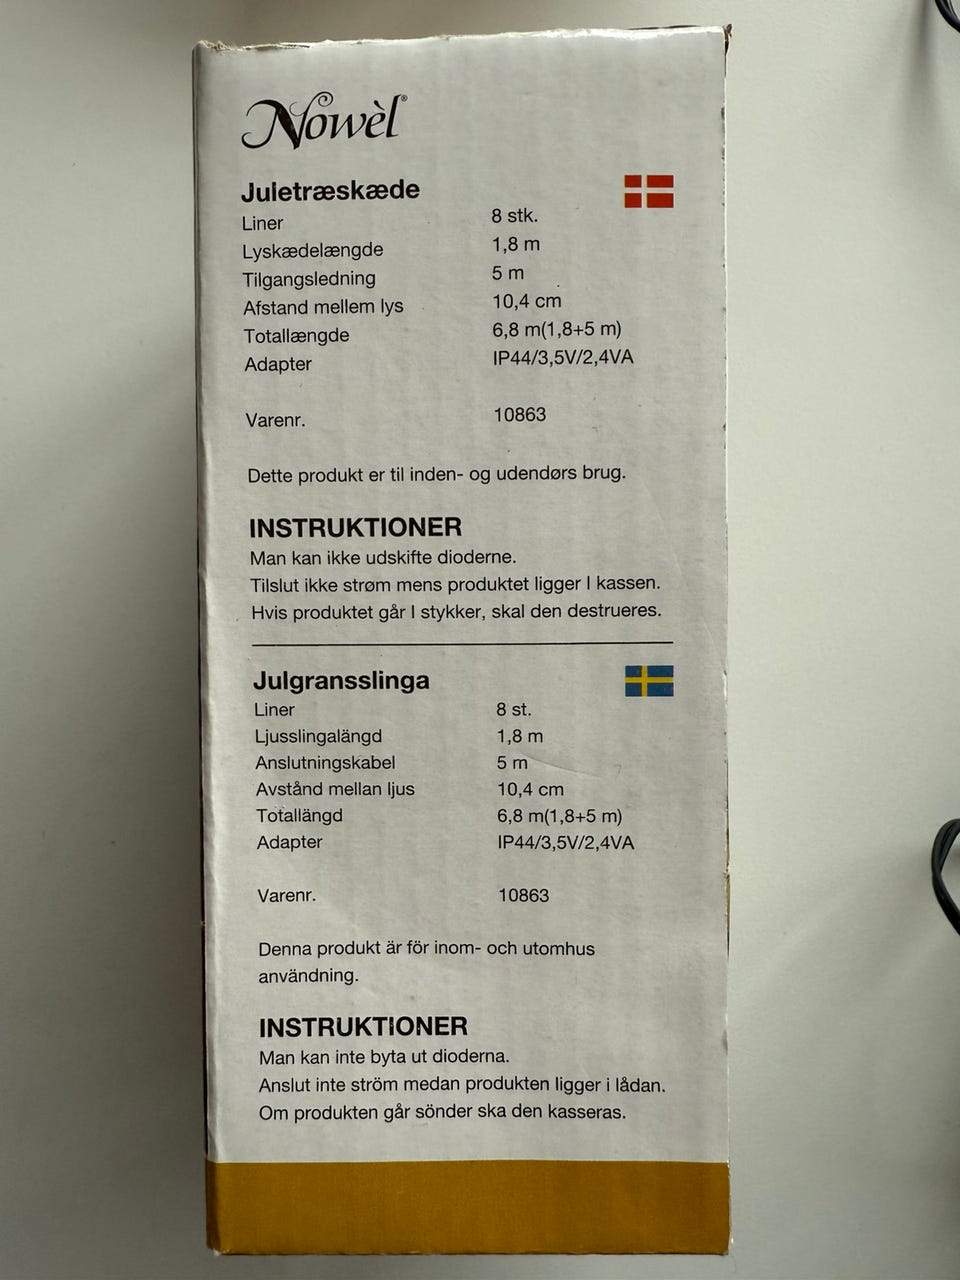 Nowèl®
Juletræskæde
Liner 8 stk.
Lyskædelængde 1,8 m
Tilgangsledning 5 m
Afstand mellem lys 10,4 cm
Totallængde 6,8 m(1,8+5 m)
Adapter IP44/3,5V/2,4VA
Varenr. 10863
Dette produkt er til inden- og udendørs brug.
INSTRUKTIONER
Man kan ikke udskifte dioderne.
Tilslut ikke strøm mens produktet ligger I kassen.
Hvis produktet går I stykker, skal den destrueres.
Julgransslinga
Liner 8 st.
Ljusslingalängd 1,8 m
Anslutningskabel 5 m
Avstånd mellan ljus 10,4 cm
Totallängd 6,8 m(1,8+5 m)
Adapter IP44/3,5V/2,4VA
Varenr. 10863
Denna produkt är för inom- och utomhus
användning.
INSTRUKTIONER
Man kan inte byta ut dioderna.
Anslut inte ström medan produkten ligger i lådan.
Om produkten går sönder ska den kasseras.